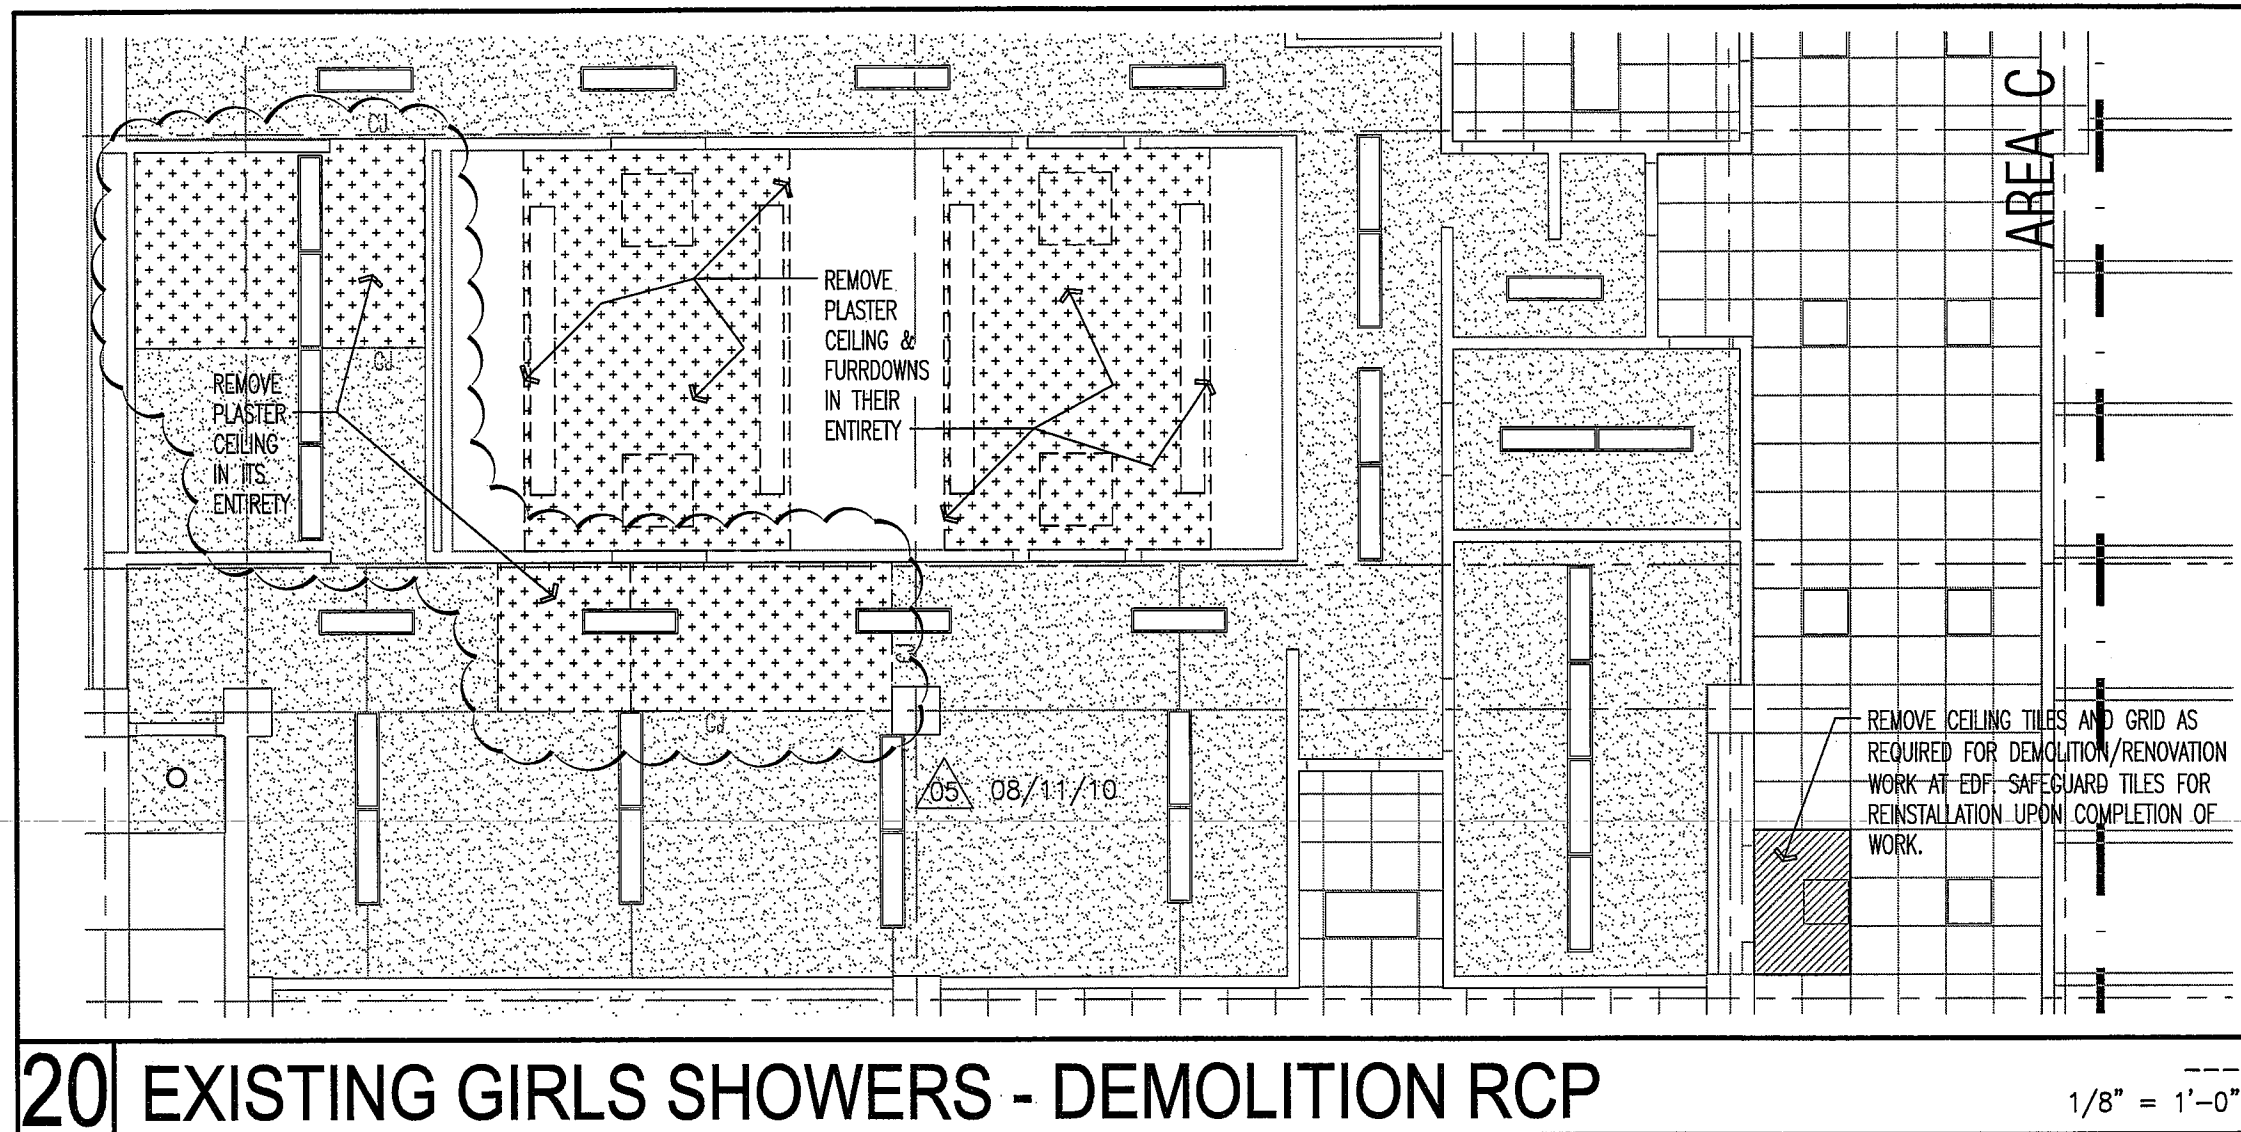 CJ
CJ
REMOVE
PLASTER
CEILING
IN ITS
ENTIRETY
REMOVE
PLASTER
CEILING &
FURRDOWNS
IN THEIR
ENTIRETY
AREA C
CJ
CJ
05 08/11/10
REMOVE CEILING TILES AND GRID AS
REQUIRED FOR DEMOLITION/RENOVATION
WORK AT EDF. SAFEGUARD TILES FOR
REINSTALLATION UPON COMPLETION OF
WORK.
20 EXISTING GIRLS SHOWERS - DEMOLITION RCP
---
1/8" = 1'-0"